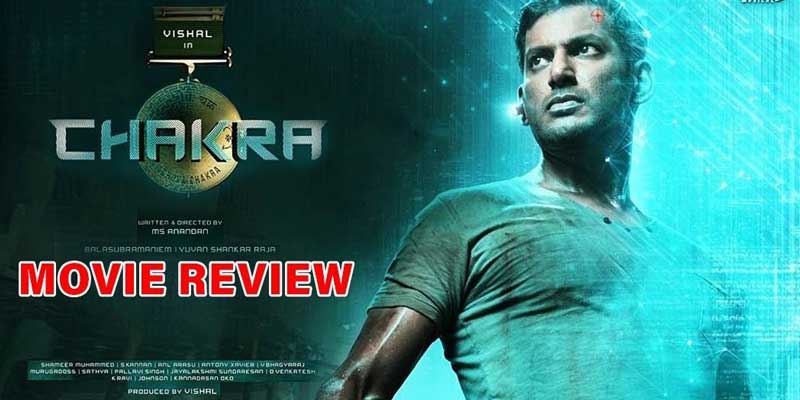 MUSICAL
VISHAL
in
CHAKRA
WRITTEN & DIRECTED BY
MS ANANDAN
BALASUBRAMANIEM | YUVAN SHANKAR RAJA
MOVIE REVIEW
SHAMEER MUHAMMED | S KANNAN | ANL ARASU | ANTONY XAVIER | V BHAGYARAJ
MURUGADOSS | SATHYA | PALLAVI SINGH | JAYALAKSHMI SUNDARESAN | D VENKATESH
K RAVI | JOHNSON | KANNADASAN DKD
PRODUCED BY VISHAL